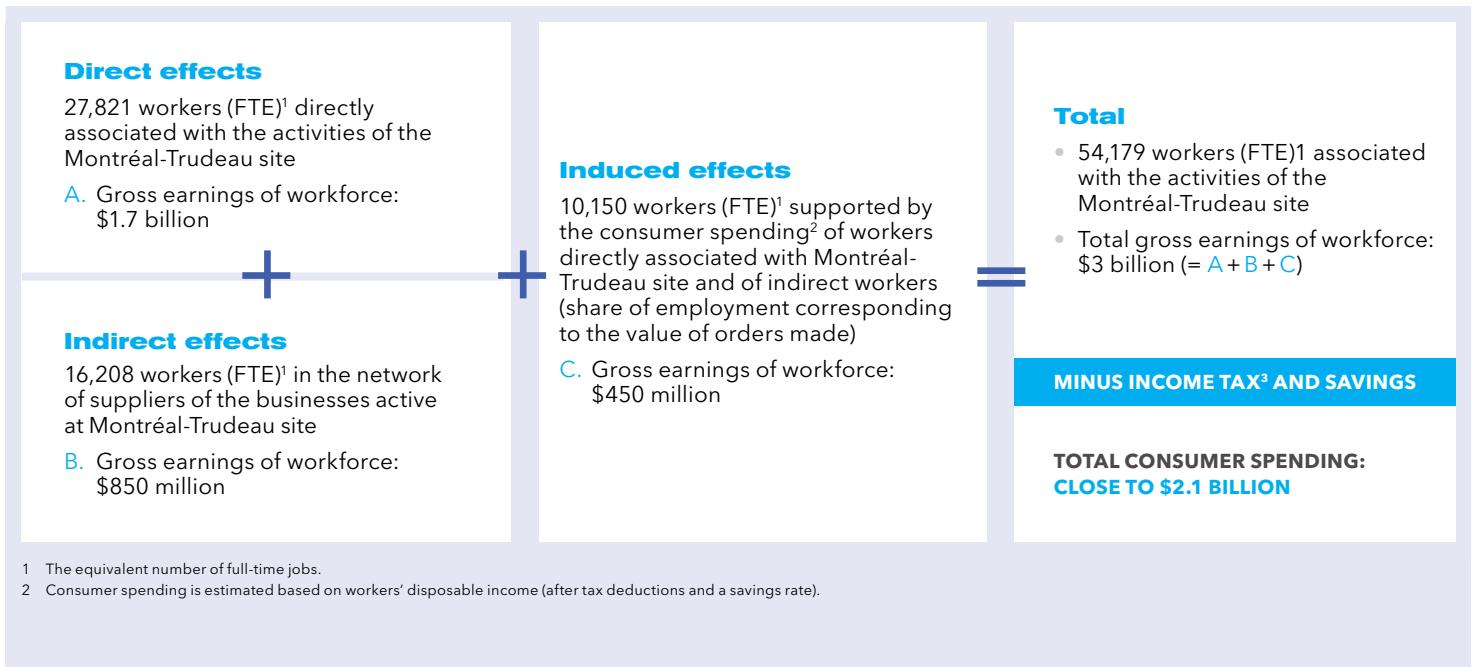 Direct effects
27,821 workers (FTE)¹ directly
associated with the activities of the
Montréal-Trudeau site
A. Gross earnings of workforce:
$1.7 billion
+
Indirect effects
16,208 workers (FTE)¹ in the network
of suppliers of the businesses active
at Montréal-Trudeau site
B. Gross earnings of workforce:
$850 million
+
Induced effects
10,150 workers (FTE)¹ supported by
the consumer spending² of workers
directly associated with Montréal-
Trudeau site and of indirect workers
(share of employment corresponding
to the value of orders made)
C. Gross earnings of workforce:
$450 million
=
Total
• 54,179 workers (FTE)1 associated
with the activities of the
Montréal-Trudeau site
• Total gross earnings of workforce:
$3 billion (= A + B + C)
MINUS INCOME TAX³ AND SAVINGS
TOTAL CONSUMER SPENDING:
CLOSE TO $2.1 BILLION
1 The equivalent number of full-time jobs.
2 Consumer spending is estimated based on workers' disposable income (after tax deductions and a savings rate).